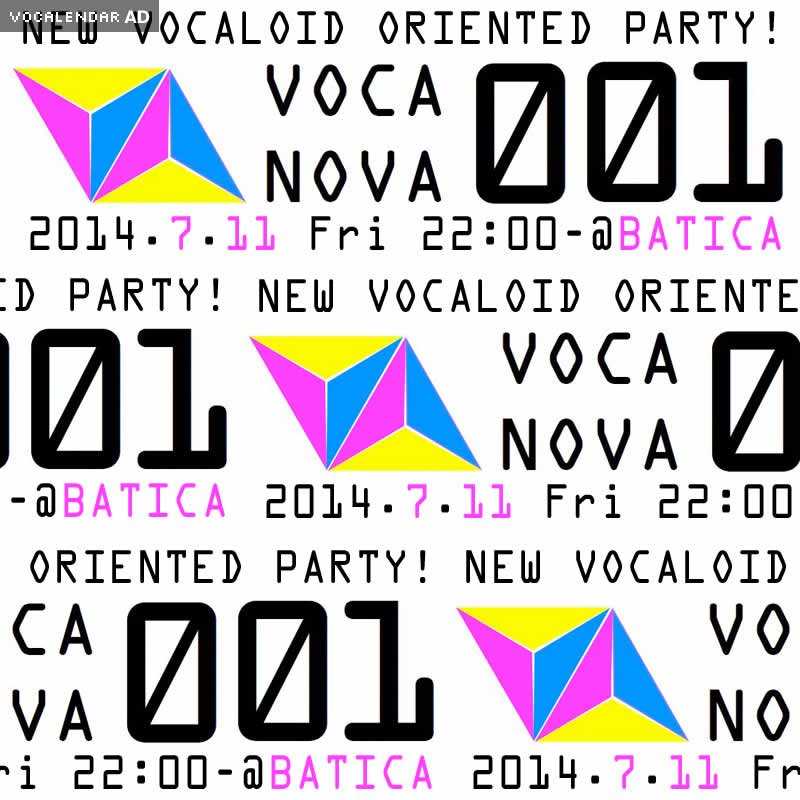 VOCALENDAR AD
NEW VOCALOID ORIENTED PARTY!
VOCA
NOVA
001
2014.7.11 Fri 22:00-@BATICA
ED PARTY! NEW VOCALOID ORIENTE
001
VOCA
NOVA
0
-@BATICA 2014.7.11 Fri 22:00
ORIENTED PARTY! NEW VOCALOID
CA
VA
001
VO
NO
ri 22:00-@BATICA 2014.7.11 Fr